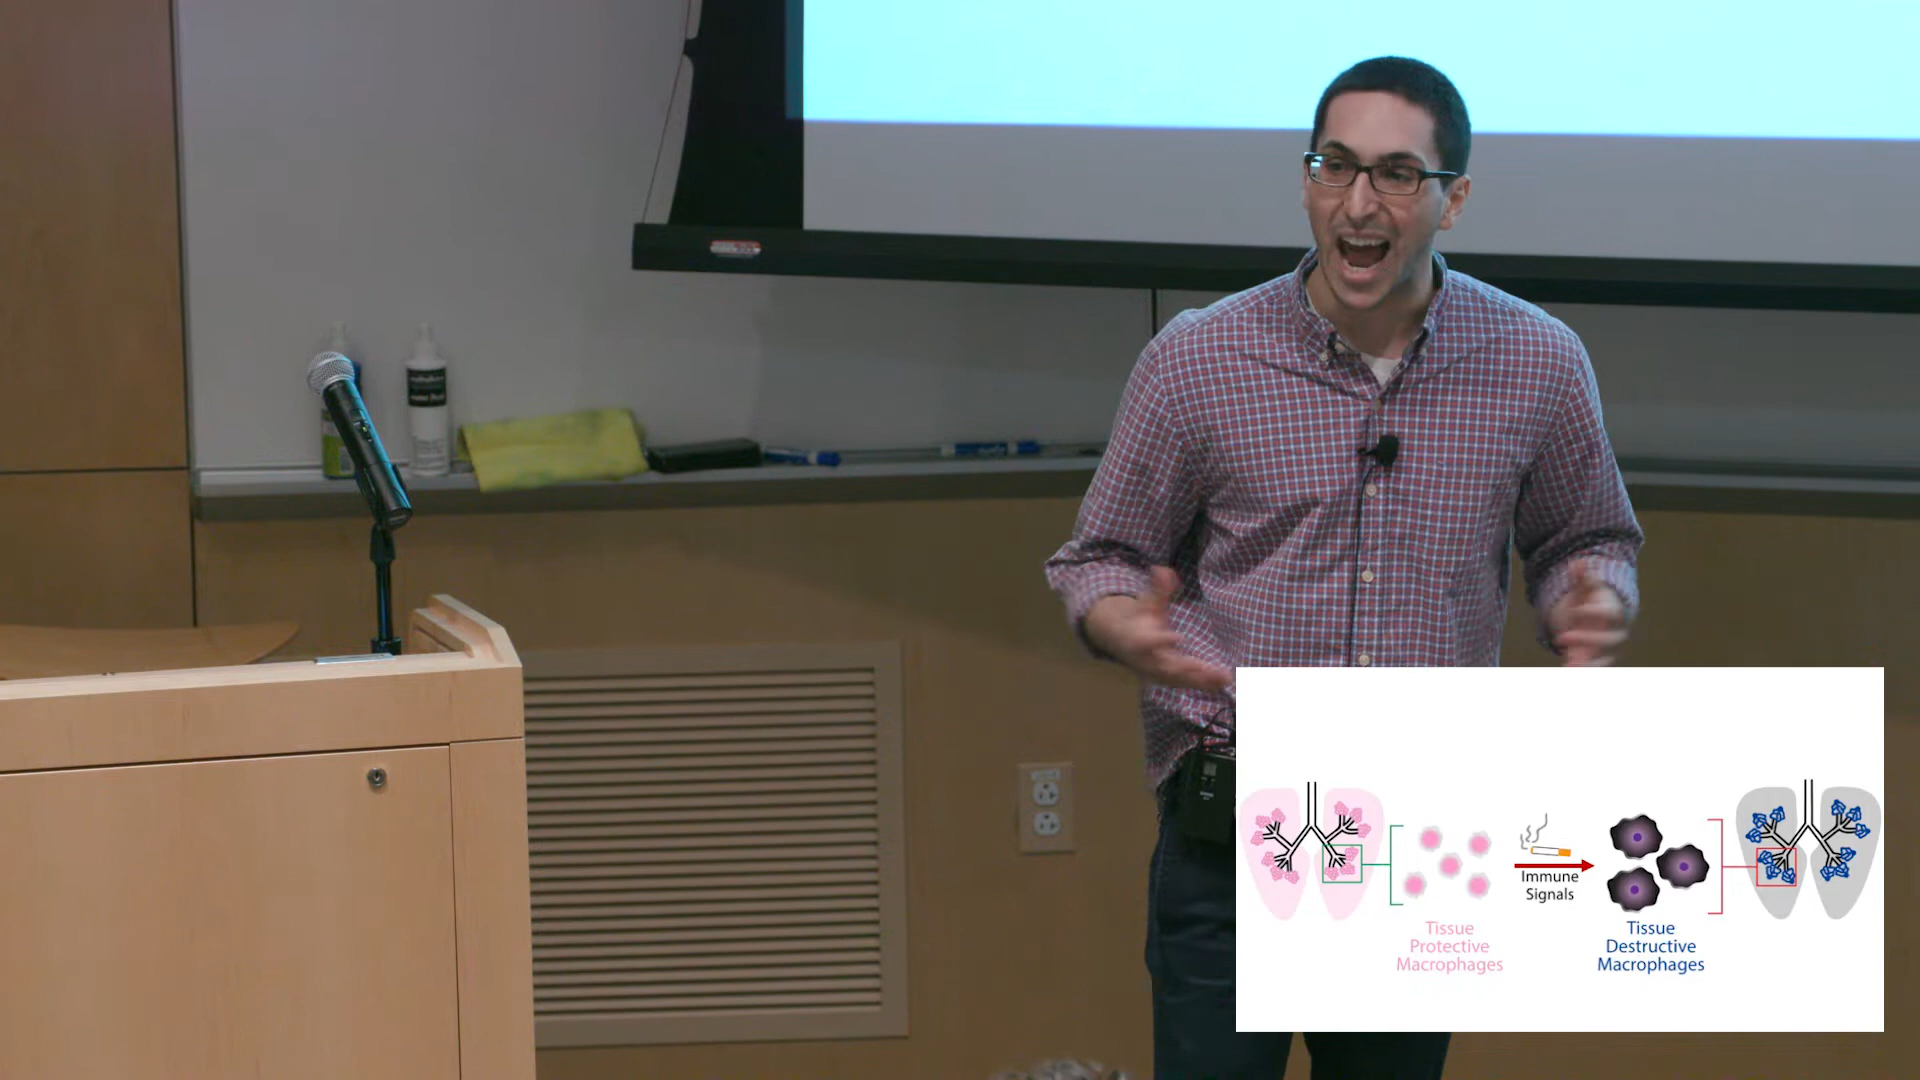 Immune
Signals
Tissue
Protective
Macrophages
Tissue
Destructive
Macrophages